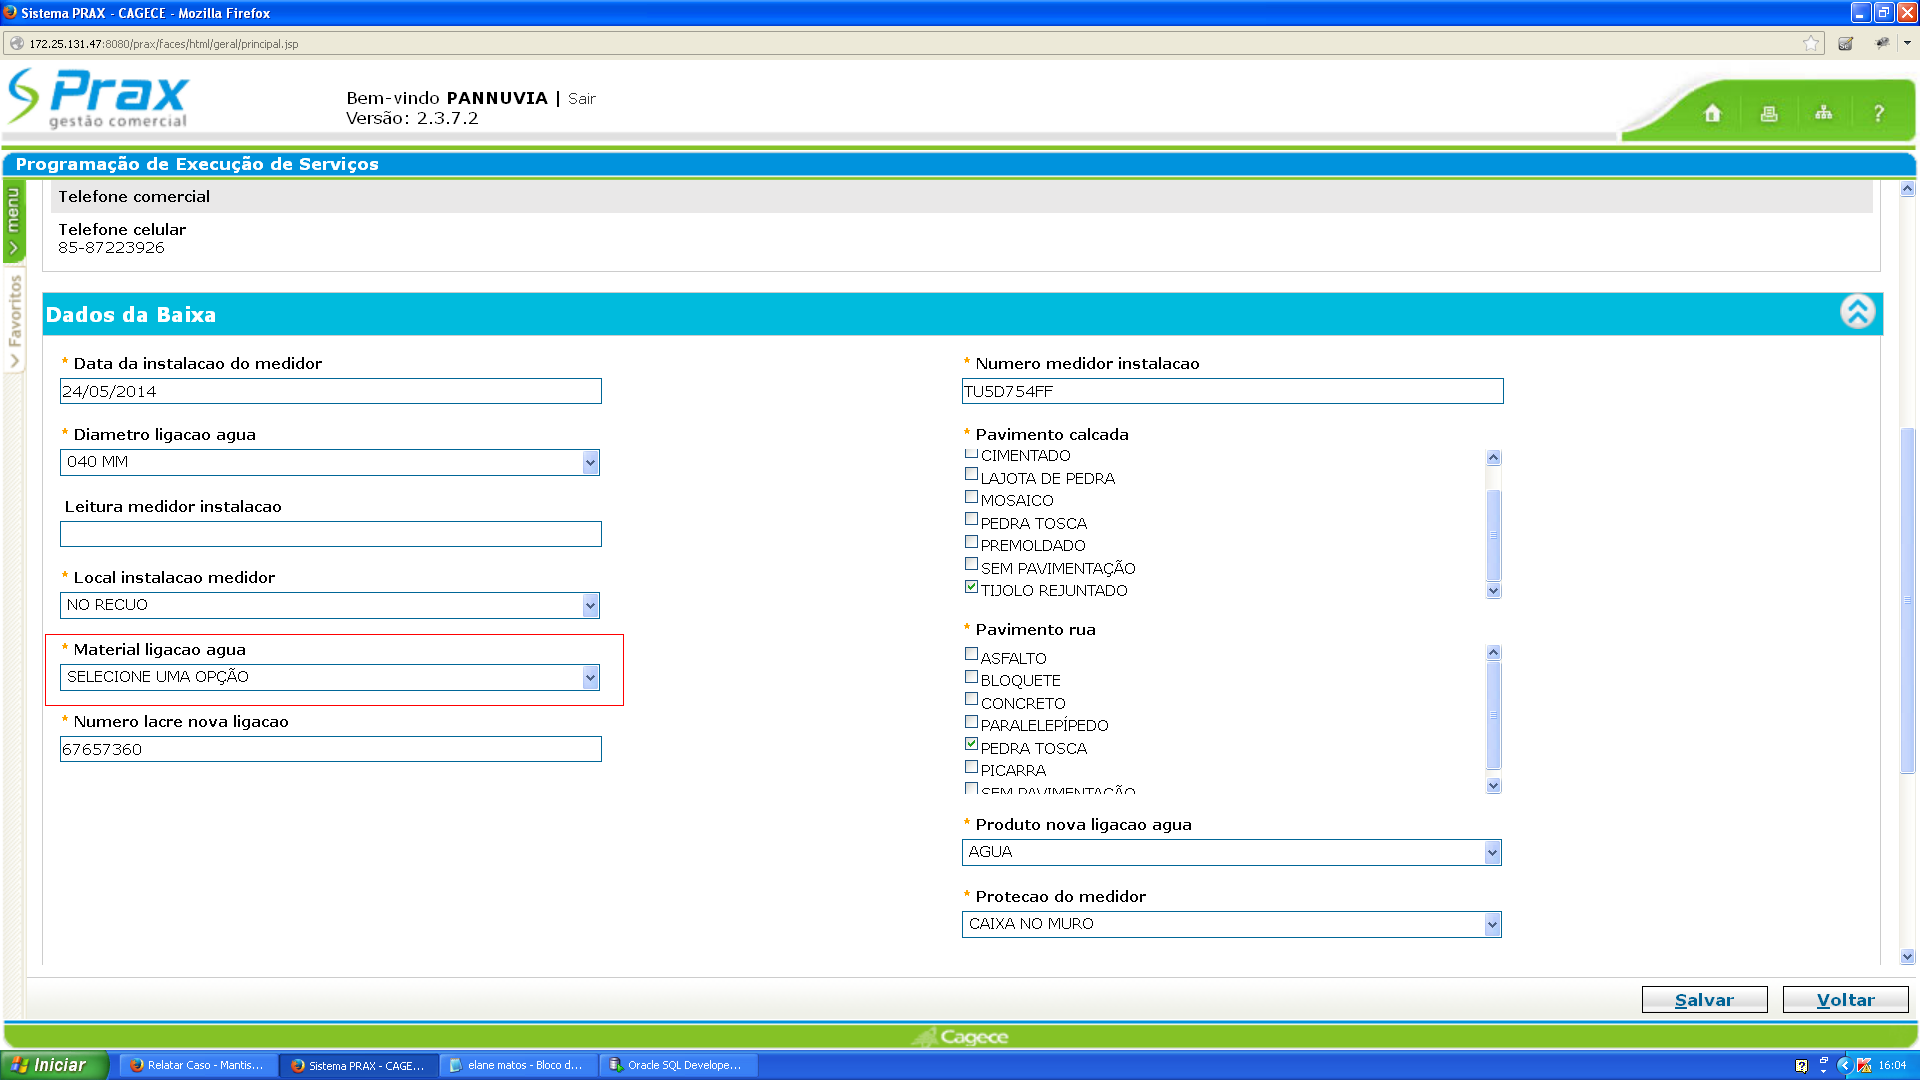 Sistema PRAX - CAGECE - Mozilla Firefox
172.25.131.47:8080/prax/faces/html/geral/principal.jsp
Prax
gestão comercial
Bem-vindo PANNUVIA | Sair
Versão: 2.3.7.2
?
Programação de Execução de Serviços
menu
Favoritos
Telefone comercial
Telefone celular
85-87223926
Dados da Baixa
* Data da instalacao do medidor
24/05/2014
* Diametro ligacao agua
040 MM
Leitura medidor instalacao
* Local instalacao medidor
NO RECUO
* Material ligacao agua
SELECIONE UMA OPÇÃO
* Numero lacre nova ligacao
67657360
* Numero medidor instalacao
TU5D754FF
* Pavimento calcada
CIMENTADO
LAJOTA DE PEDRA
MOSAICO
PEDRA TOSCA
PREMOLDADO
SEM PAVIMENTAÇÃO
TIJOLO REJUNTADO
* Pavimento rua
ASFALTO
BLOQUETE
CONCRETO
PARALELEPÍPEDO
PEDRA TOSCA
PICARRA
SEM PAVIMENTAÇÃO
* Produto nova ligacao agua
AGUA
* Protecao do medidor
CAIXA NO MURO
Salvar
Voltar
Cagece
Iniciar
Relatar Caso - Mantis...
Sistema PRAX - CAGE...
elane matos - Bloco d...
Oracle SQL Develope...
16:04